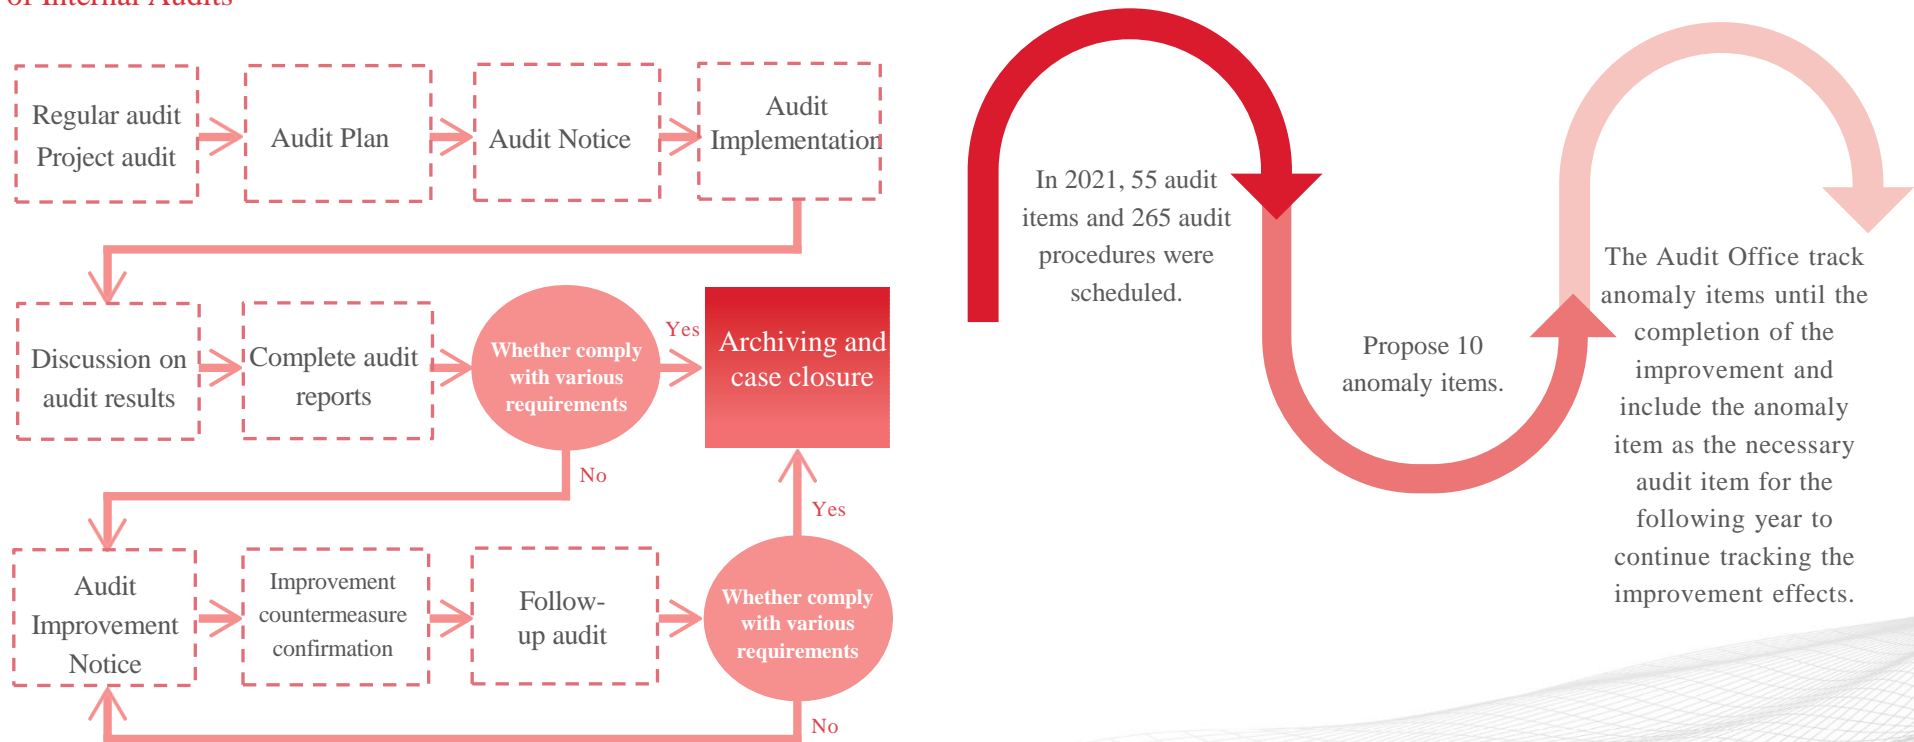 of Internal Audits
Regular audit
Project audit
Audit Plan
Audit Notice
Audit
Implementation
Discussion on
audit results
Complete audit
reports
Whether comply
with various
requirements
Yes
Archiving and
case closure
No
Yes
Audit
Improvement
Notice
Improvement
countermeasure
confirmation
Follow-
up audit
Whether comply
with various
requirements
No
In 2021, 55 audit
items and 265 audit
procedures were
scheduled.
Propose 10
anomaly items.
The Audit Office track
anomaly items until the
completion of the
improvement and
include the anomaly
item as the necessary
audit item for the
following year to
continue tracking the
improvement effects.